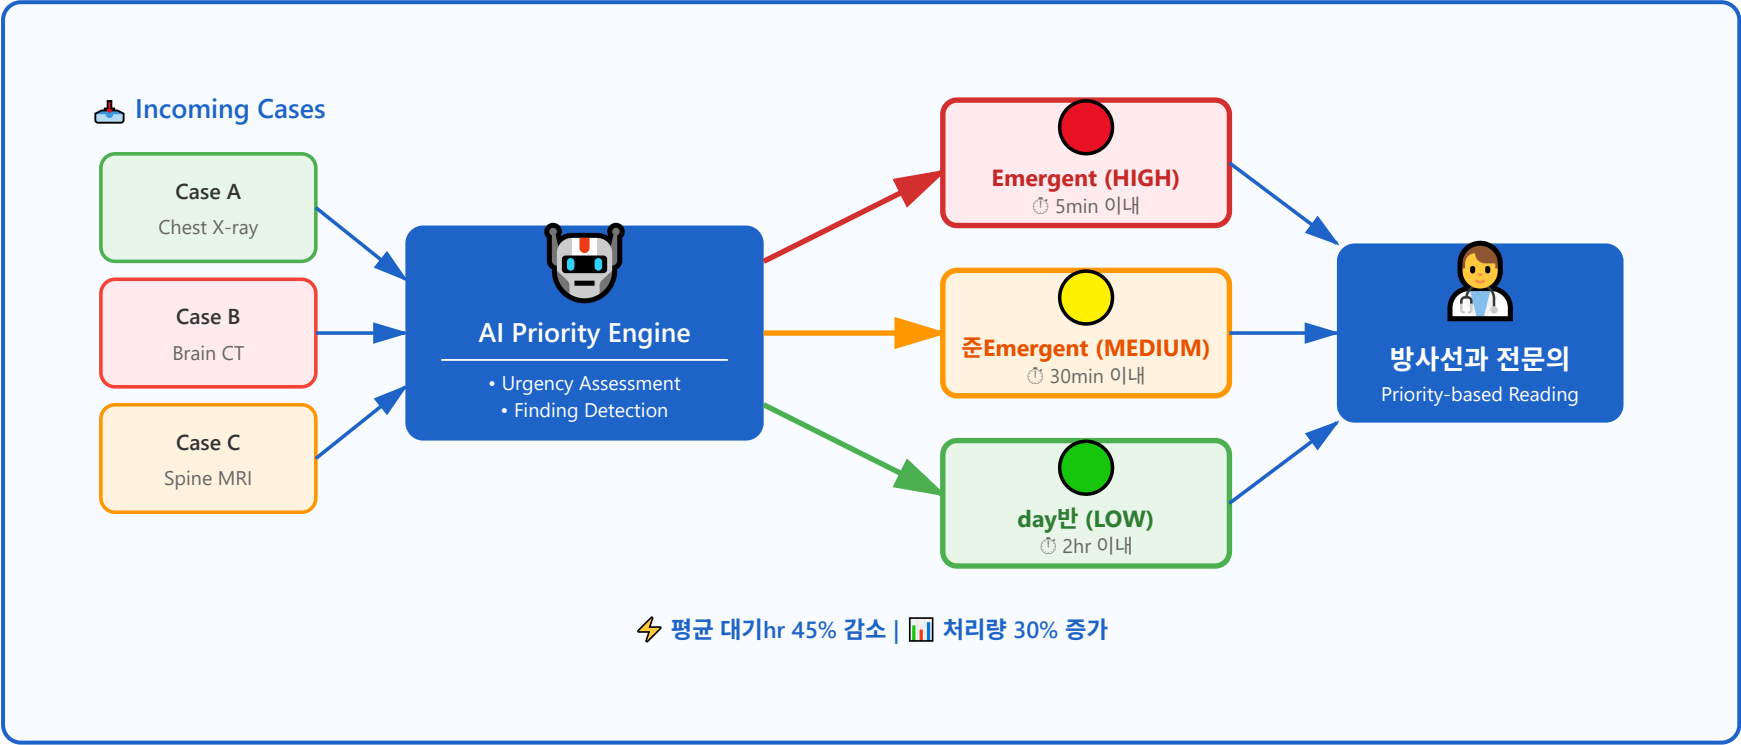 Incoming Cases
Case A
Chest X-ray
Case B
Brain CT
Case C
Spine MRI
AI Priority Engine
• Urgency Assessment
• Finding Detection
Emergent (HIGH)
⏱ 5min 이내
준Emergent (MEDIUM)
⏱ 30min 이내
day반 (LOW)
⏱ 2hr 이내
방사선과 전문의
Priority-based Reading
⚡ 평균 대기hr 45% 감소 | 📊 처리량 30% 증가